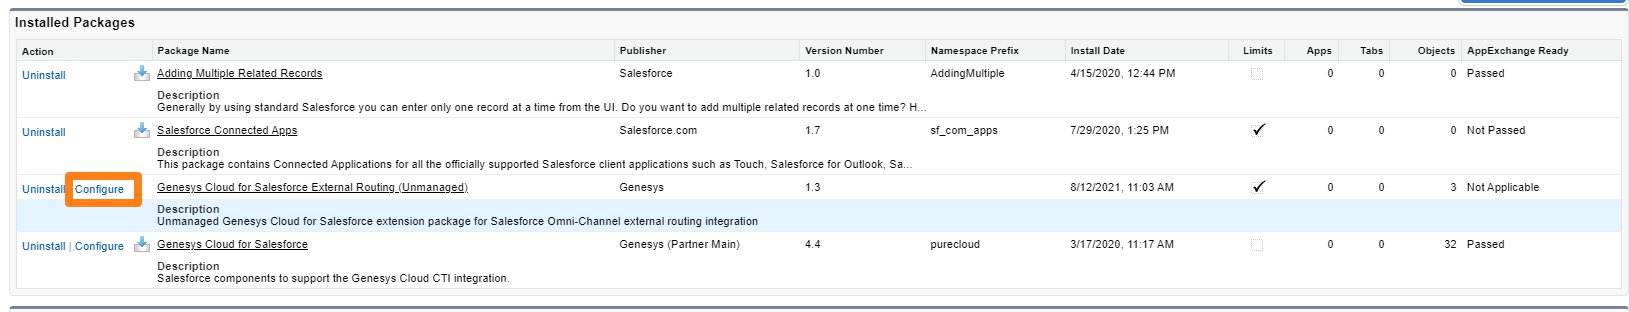 Installed Packages
Action Package Name Publisher Version Number Namespace Prefix Install Date Limits Apps Tabs Objects AppExchange Ready
Uninstall Adding Multiple Related Records Salesforce 1.0 AddingMultiple 4/15/2020, 12:44 PM 0 0 0 Passed
Description
Generally by using standard Salesforce you can enter only one record at a time from the UI. Do you want to add multiple related records at one time? H...
Uninstall Salesforce Connected Apps Salesforce.com 1.7 sf_com_apps 7/29/2020, 1:25 PM ✓ 0 0 0 Not Passed
Description
This package contains Connected Applications for all the officially supported Salesforce client applications such as Touch, Salesforce for Outlook, Sa...
Uninstall Configure Genesys Cloud for Salesforce External Routing (Unmanaged) Genesys 1.3 8/12/2021, 11:03 AM ✓ 0 0 3 Not Applicable
Description
Unmanaged Genesys Cloud for Salesforce extension package for Salesforce Omni-Channel external routing integration
Uninstall | Configure Genesys Cloud for Salesforce Genesys (Partner Main) 4.4 purecloud 3/17/2020, 11:17 AM 0 0 32 Passed
Description
Salesforce components to support the Genesys Cloud CTI integration.